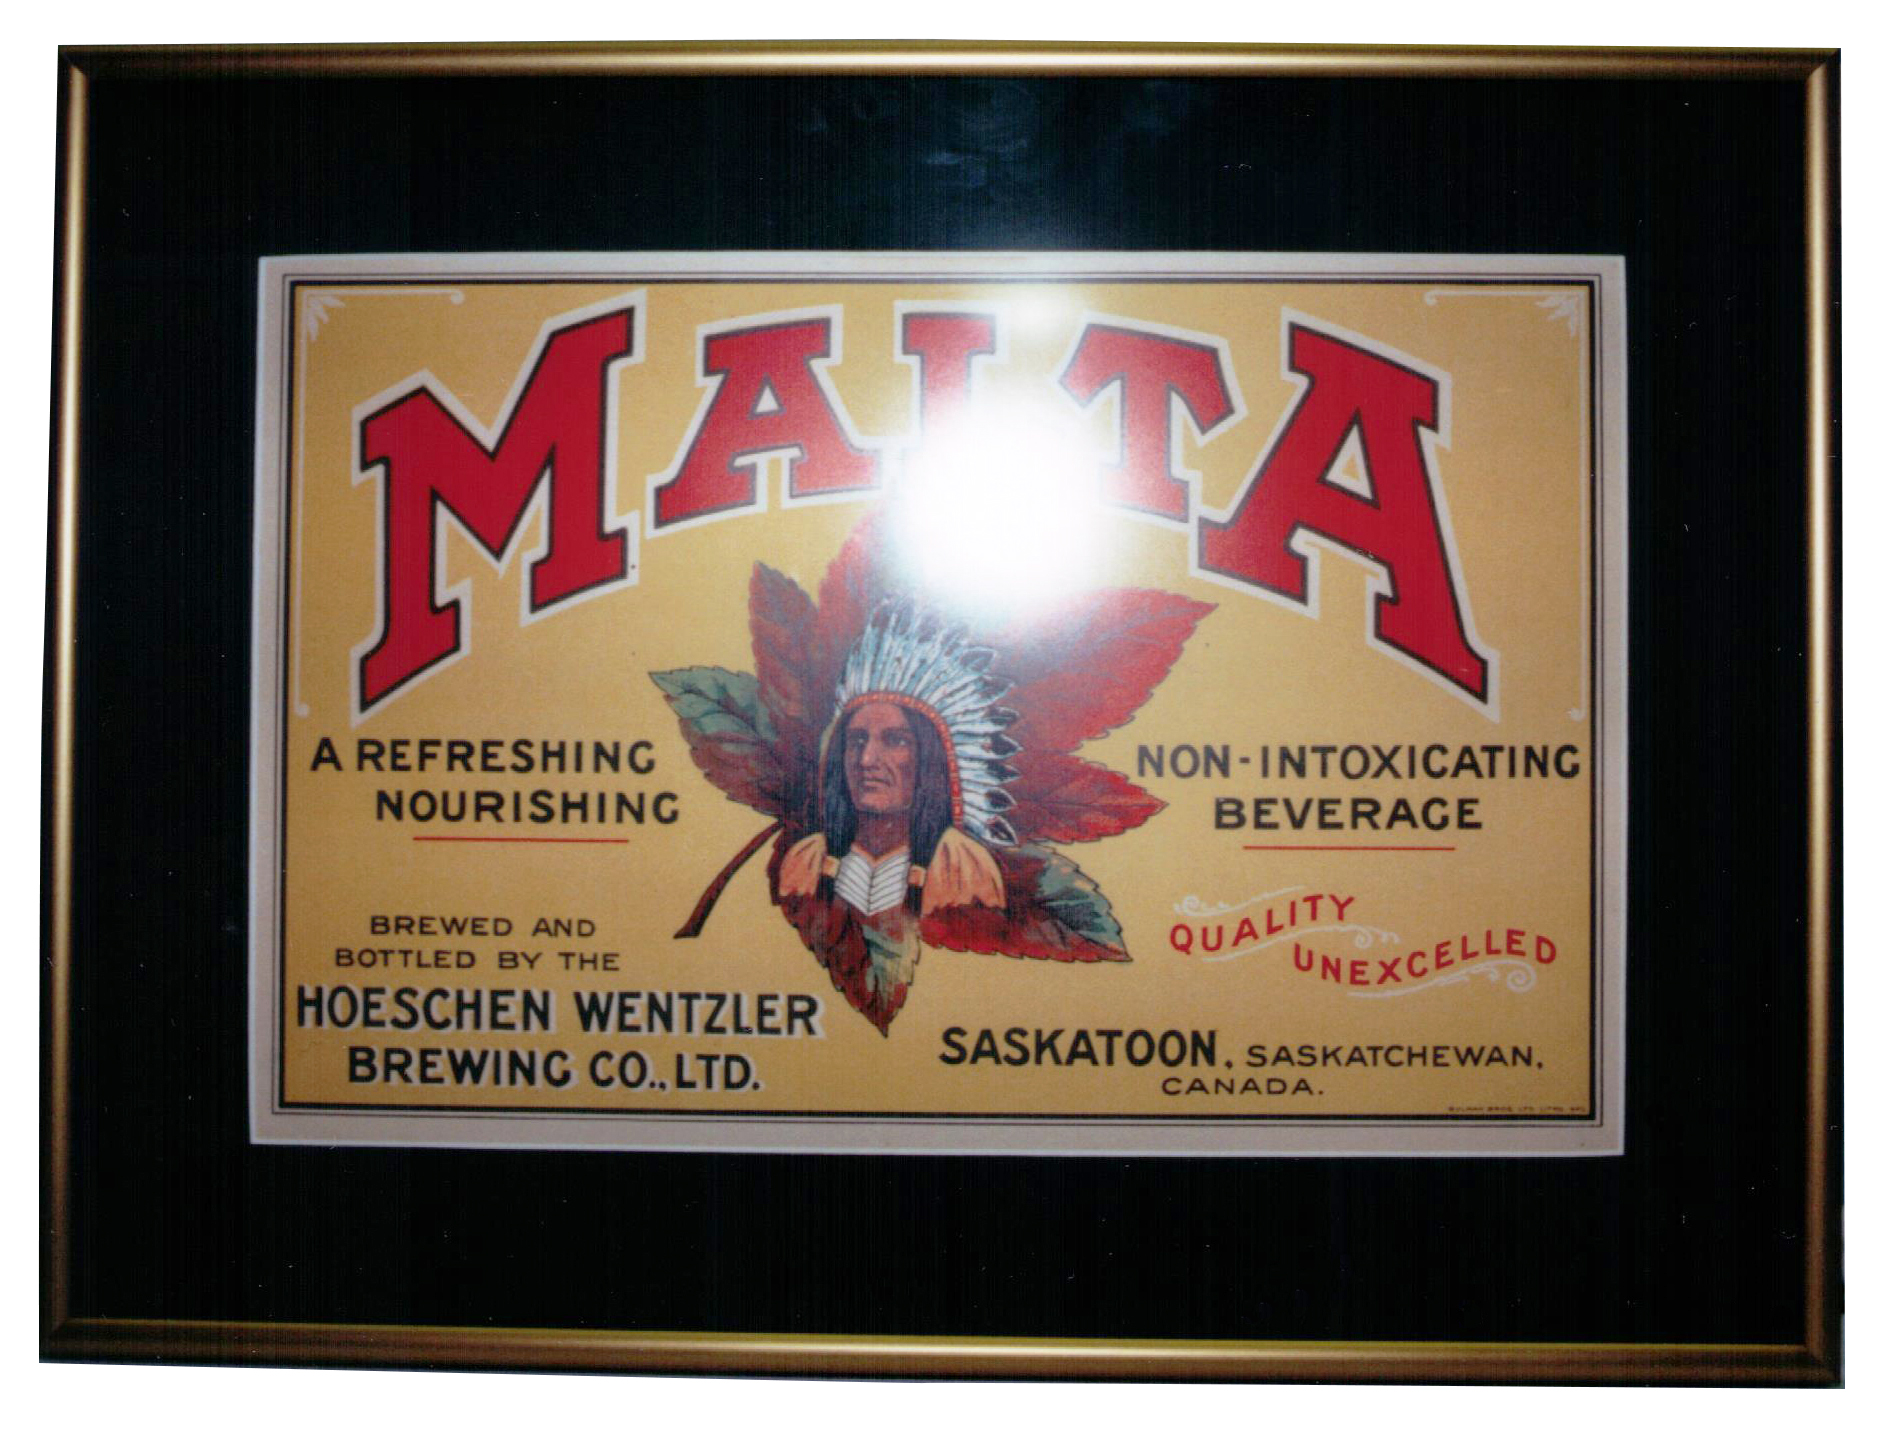 MALTA
A REFRESHING
NOURISHING
NON-INTOXICATING
BEVERAGE
BREWED AND
BOTTLED BY THE
HOESCHEN WENTZLER
BREWING CO., LTD.
QUALITY
UNEXCELLED
SASKATOON, SASKATCHEWAN,
CANADA.